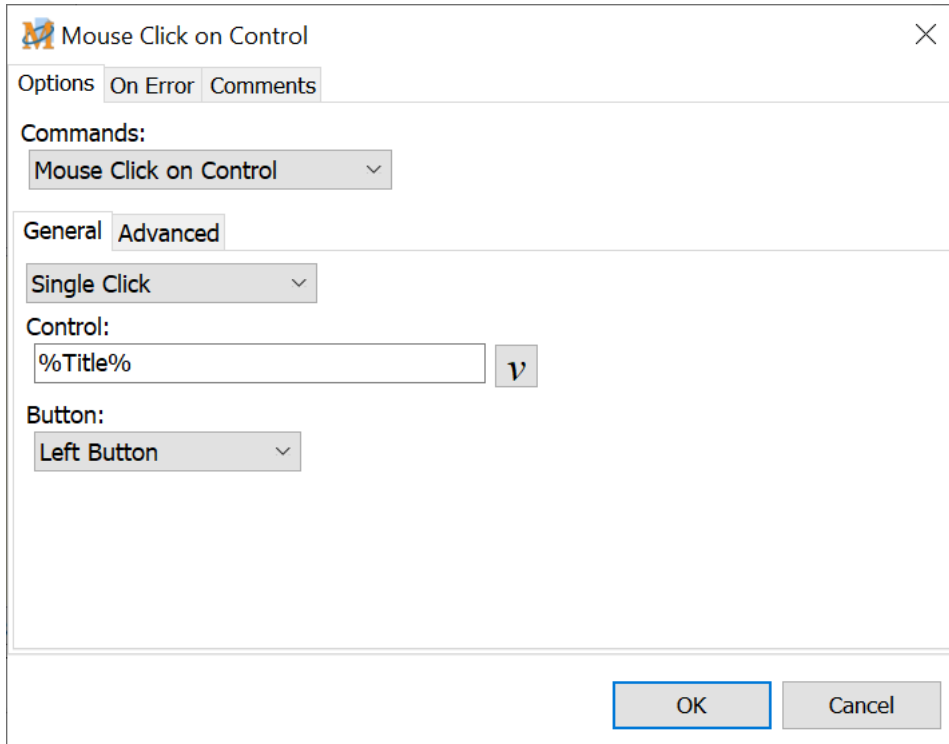 Mouse Click on Control
Options On Error Comments
Commands:
Mouse Click on Control
General Advanced
Single Click
Control:
%Title%
v
Button:
Left Button
OK Cancel